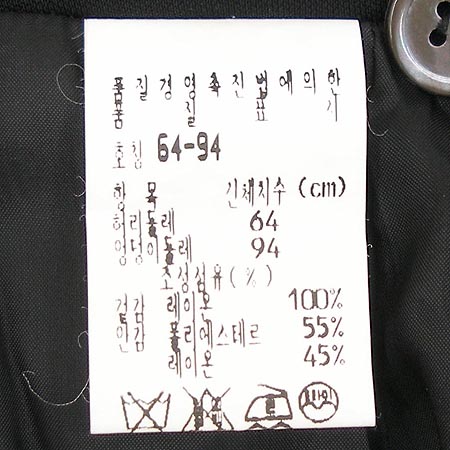 품질경영촉진법에의한
품질표시
호칭 64-94
항목 신체치수 (cm)
허리둘레 64
엉덩이둘레 94
조성섬유(%)
겉감 레이온 100%
안감 폴리에스테르 55%
레이온 45%